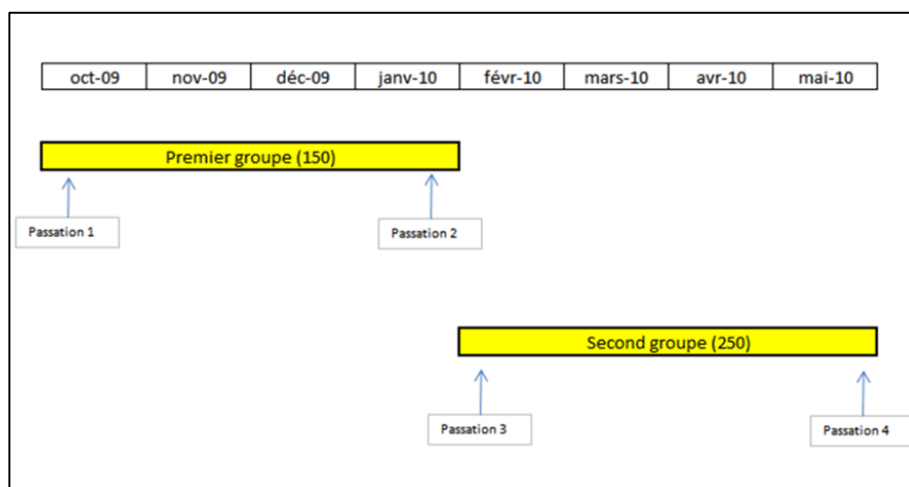 oct-09 nov-09 déc-09 janv-10 févr-10 mars-10 avr-10 mai-10
Premier groupe (150)
Passation 1 Passation 2
Second groupe (250)
Passation 3 Passation 4